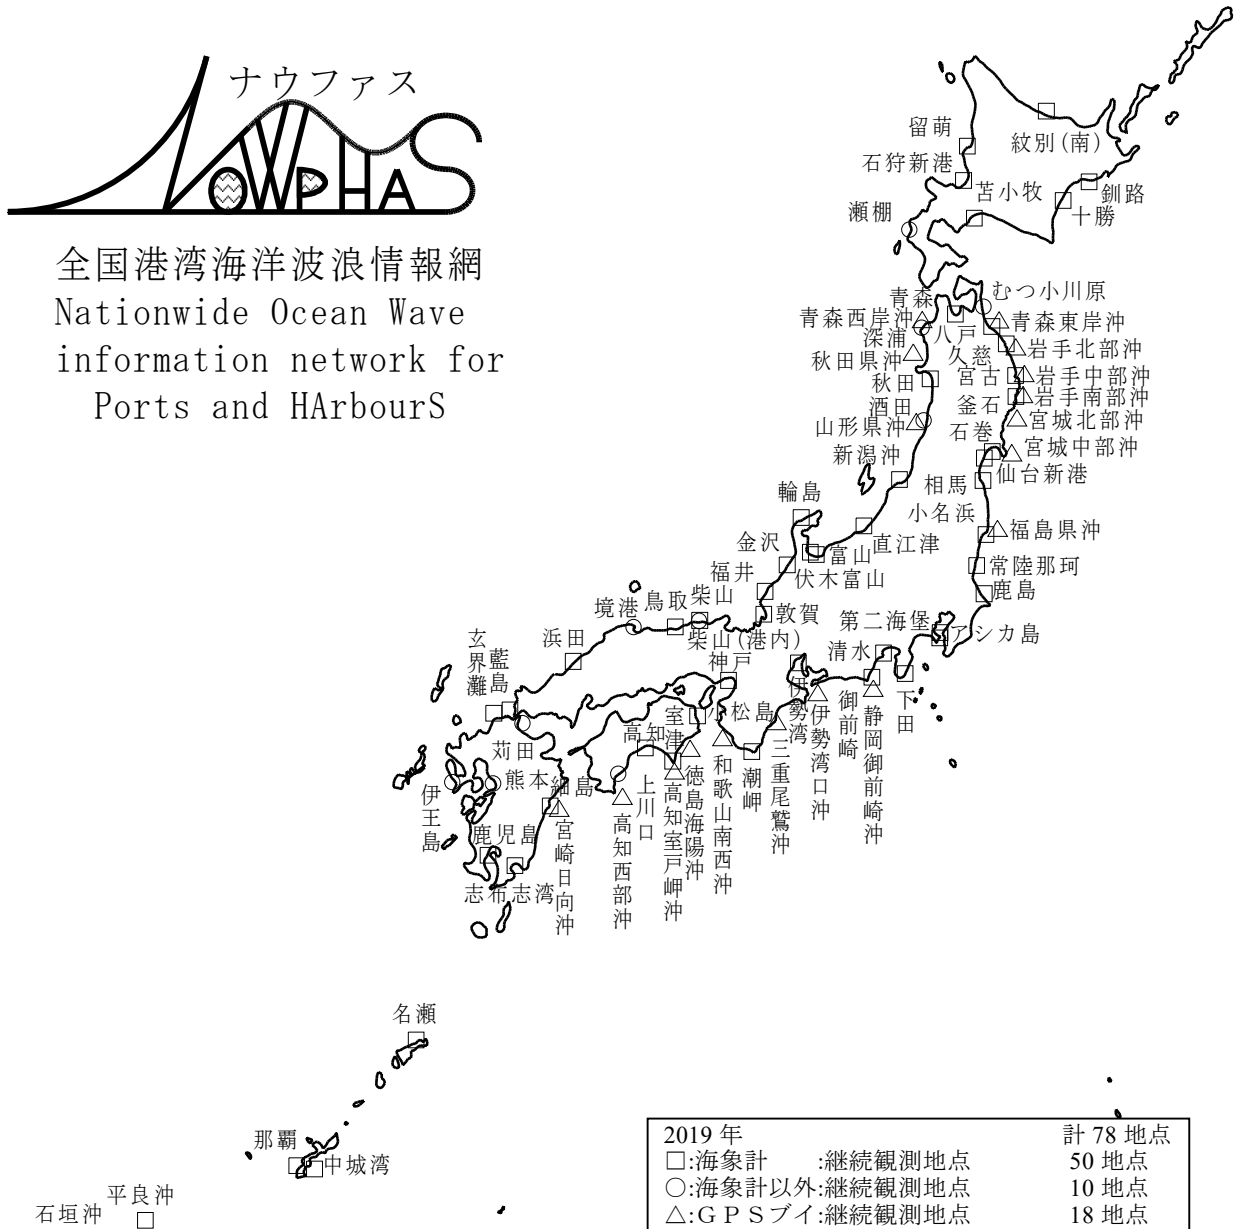 ナウファス
NOWPHAS
全国港湾海洋波浪情報網
Nationwide Ocean Wave
information network for
Ports and HArbourS
留萌
紋別(南)
石狩新港
苫小牧
釧路
十勝
瀬棚
むつ小川原
青森
青森西岸沖
青森東岸沖
深浦
八戸
岩手北部沖
秋田県沖
久慈
秋田
宮古
岩手中部沖
酒田
釜石
岩手南部沖
山形県沖
石巻
宮城北部沖
新潟沖
宮城中部沖
仙台新港
相馬
輪島
小名浜
福島県沖
直江津
金沢
富山
伏木富山
常陸那珂
福井
鹿島
境港
鳥取
柴山
敦賀
第二海堡
アシカ島
柴山(港内)
浜田
神戸
清水
玄界灘
藍島
伊勢湾
伊勢湾口沖
御前崎
静岡御前崎沖
下田
室津
小松島
高知
苅田
熊本
細島
伊王島
上川口
高知室戸岬沖
徳島海陽沖
和歌山南西沖
潮岬
三重尾鷲沖
鹿児島
志布志湾
宮崎日向沖
高知西部沖
名瀬
那覇
中城湾
平良沖
石垣沖
2019 年 計 78 地点
□:海象計 :継続観測地点 50 地点
○:海象計以外:継続観測地点 10 地点
△:ＧＰＳブイ:継続観測地点 18 地点